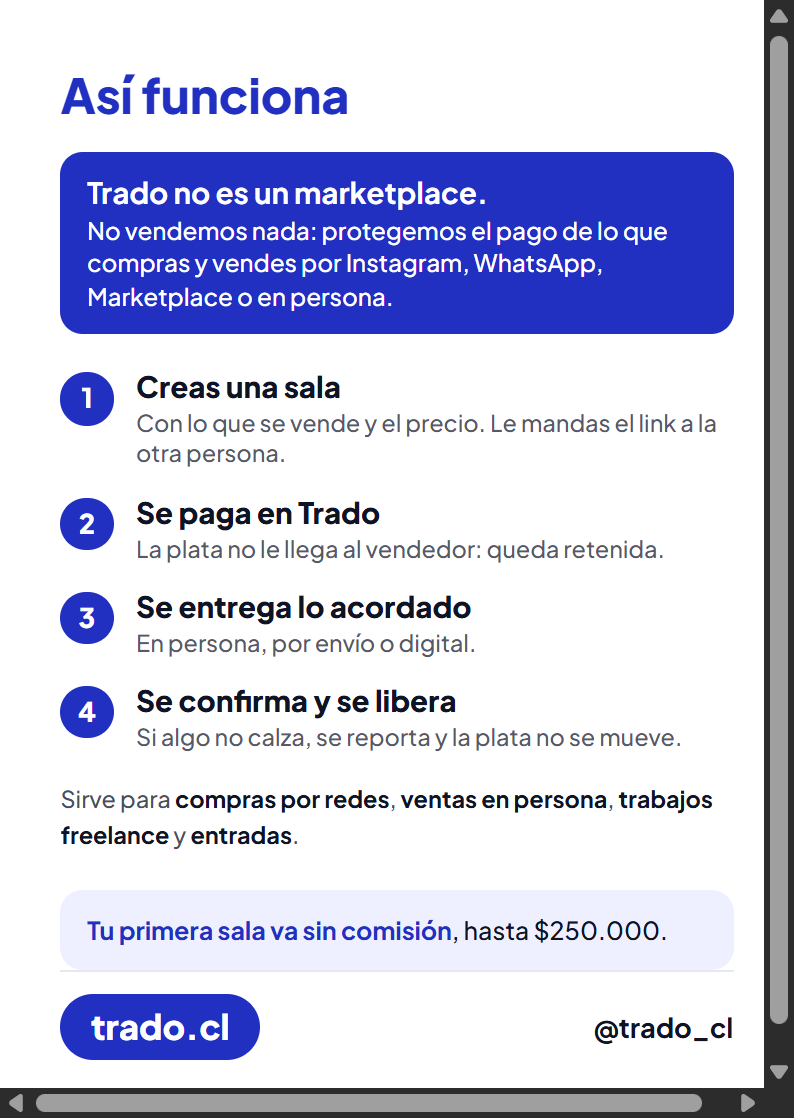 Así funciona
Trado no es un marketplace.
No vendemos nada: protegemos el pago de lo que
compras y vendes por Instagram, WhatsApp,
Marketplace o en persona.
1
Creas una sala
Con lo que se vende y el precio. Le mandas el link a la
otra persona.
2
Se paga en Trado
La plata no le llega al vendedor: queda retenida.
3
Se entrega lo acordado
En persona, por envío o digital.
4
Se confirma y se libera
Si algo no calza, se reporta y la plata no se mueve.
Sirve para compras por redes, ventas en persona, trabajos
freelance y entradas.
Tu primera sala va sin comisión, hasta $250.000.
trado.cl
@trado_cl